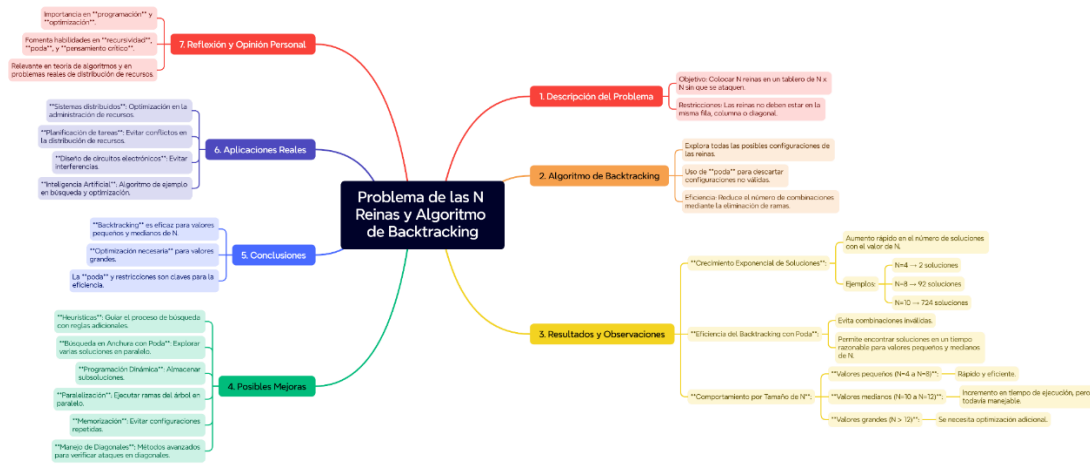 Problema de las N
Reinas y Algoritmo
de Backtracking
1. Descripción del Problema
Objetivo: Colocar N reinas en un tablero de N x
N sin que se ataquen.
Restricciones: Las reinas no deben estar en la
misma fila, columna o diagonal.
2. Algoritmo de Backtracking
Explora todas las posibles configuraciones de
las reinas.
Uso de **poda** para descartar
configuraciones no válidas.
Eficiencia: Reduce el número de combinaciones
mediante la eliminación de ramas.
3. Resultados y Observaciones
**Crecimiento Exponencial de Soluciones**:
Aumento rápido en el número de soluciones
con el valor de N.
Ejemplos:
N=4 → 2 soluciones
N=8 → 92 soluciones
N=10 → 724 soluciones
**Eficiencia del Backtracking con Poda**:
Evita combinaciones inválidas.
Permite encontrar soluciones en un tiempo
razonable para valores pequeños y medianos
de N.
**Comportamiento por Tamaño de N**:
**Valores pequeños (N=4 a N=8)**:
Rápido y eficiente.
**Valores medianos (N=10 a N=12)**:
Incremento en tiempo de ejecución, pero
todavía manejable.
**Valores grandes (N > 12)**:
Se necesita optimización adicional.
4. Posibles Mejoras
**Heurísticas**: Guiar el proceso de búsqueda
con reglas adicionales.
**Búsqueda en Anchura con Poda**: Explorar
varias soluciones en paralelo.
**Programación Dinámica**: Almacenar
subsoluciones.
**Paralelización**: Ejecutar ramas del árbol en
paralelo.
**Memorización**: Evitar configuraciones
repetidas.
**Manejo de Diagonales**: Métodos avanzados
para verificar ataques en diagonales.
5. Conclusiones
**Backtracking** es eficaz para valores
pequeños y medianos de N.
**Optimización necesaria** para valores
grandes.
La **poda** y restricciones son claves para la
eficiencia.
6. Aplicaciones Reales
**Sistemas distribuidos**: Optimización en la
administración de recursos.
**Planificación de tareas**: Evitar conflictos en
la distribución de recursos.
**Diseño de circuitos electrónicos**: Evitar
interferencias.
**Inteligencia Artificial**: Algoritmo de ejemplo
en búsqueda y optimización.
7. Reflexión y Opinión Personal
Importancia en **programación** y
**optimización**.
Fomenta habilidades en **recursividad**,
**poda**, y **pensamiento crítico**.
Relevante en teoría de algoritmos y en
problemas reales de distribución de recursos.